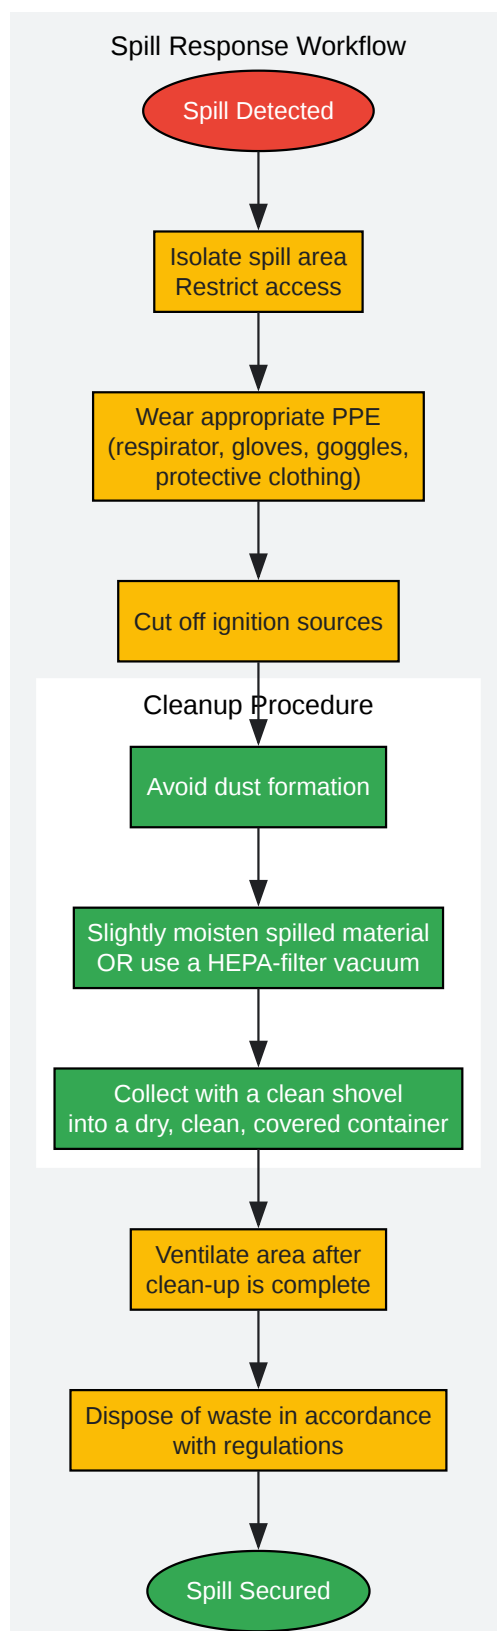 Spill Response Workflow
Spill Detected
Isolate spill area
Restrict access
Wear appropriate PPE
(respirator, gloves, goggles,
protective clothing)
Cut off ignition sources
Cleanup Procedure
Avoid dust formation
Slightly moisten spilled material
OR use a HEPA-filter vacuum
Collect with a clean shovel
into a dry, clean, covered container
Ventilate area after
clean-up is complete
Dispose of waste in accordance
with regulations
Spill Secured